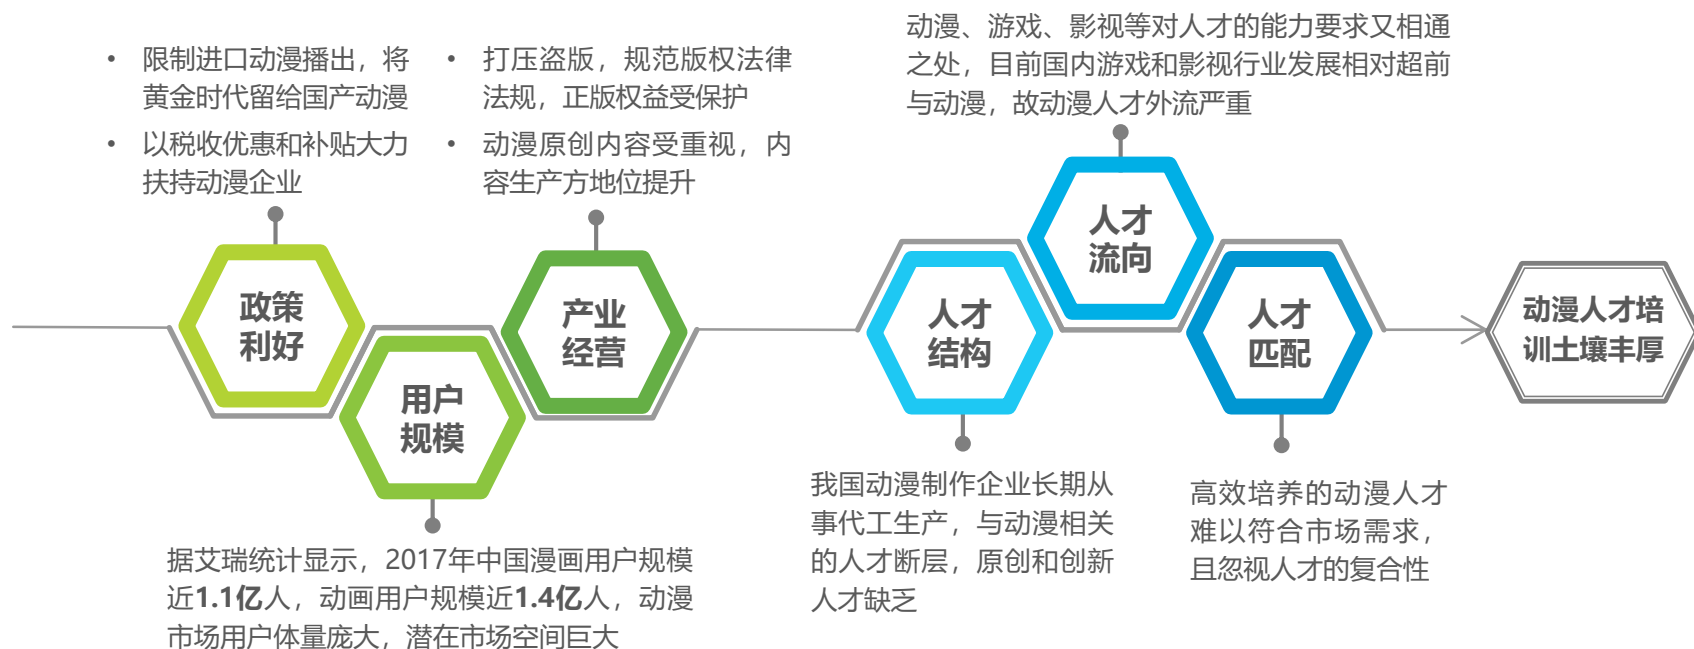 • 限制进口动漫播出，将
黄金时代留给国产动漫
• 以税收优惠和补贴大力
扶持动漫企业
• 打压盗版，规范版权法律
法规，正版权益受保护
• 动漫原创内容受重视，内
容生产方地位提升
动漫、游戏、影视等对人才的能力要求又相通
之处，目前国内游戏和影视行业发展相对超前
与动漫，故动漫人才外流严重
政策
利好
用户
规模
产业
经营
人才
结构
人才
流向
人才
匹配
动漫人才培
训土壤丰厚
据艾瑞统计显示，2017年中国漫画用户规模
近1.1亿人，动画用户规模近1.4亿人，动漫
市场用户体量庞大，潜在市场空间巨大
我国动漫制作企业长期从
事代工生产，与动漫相关
的人才断层，原创和创新
人才缺乏
高效培养的动漫人才
难以符合市场需求，
且忽视人才的复合性